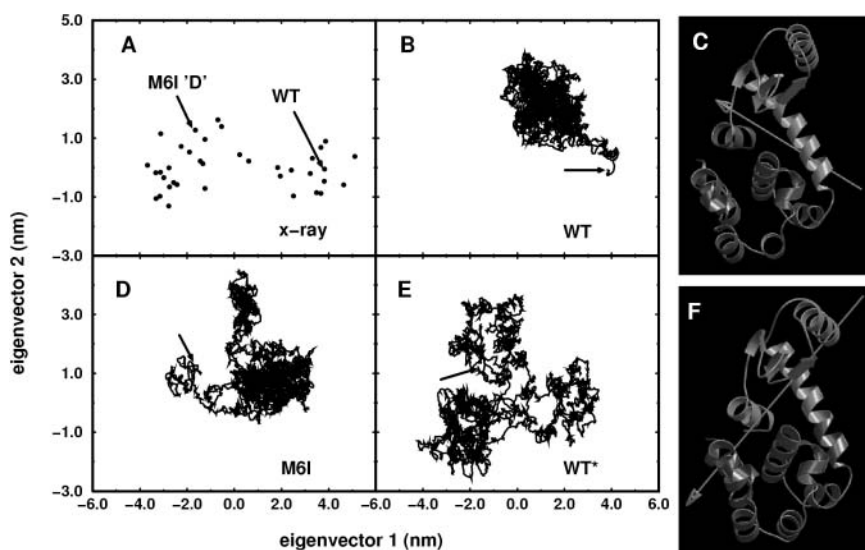 5.0
3.0
1.0
−1.0
−3.0
3.0
1.0
−1.0
−3.0
eigenvector 2 (nm)
A
M6I 'D'
WT
x−ray
B
WT
C
D
M6I
E
WT*
F
−6.0 −4.0 −2.0 0.0 2.0 4.0 −6.0 −4.0 −2.0 0.0 2.0 4.0 6.0
eigenvector 1 (nm)